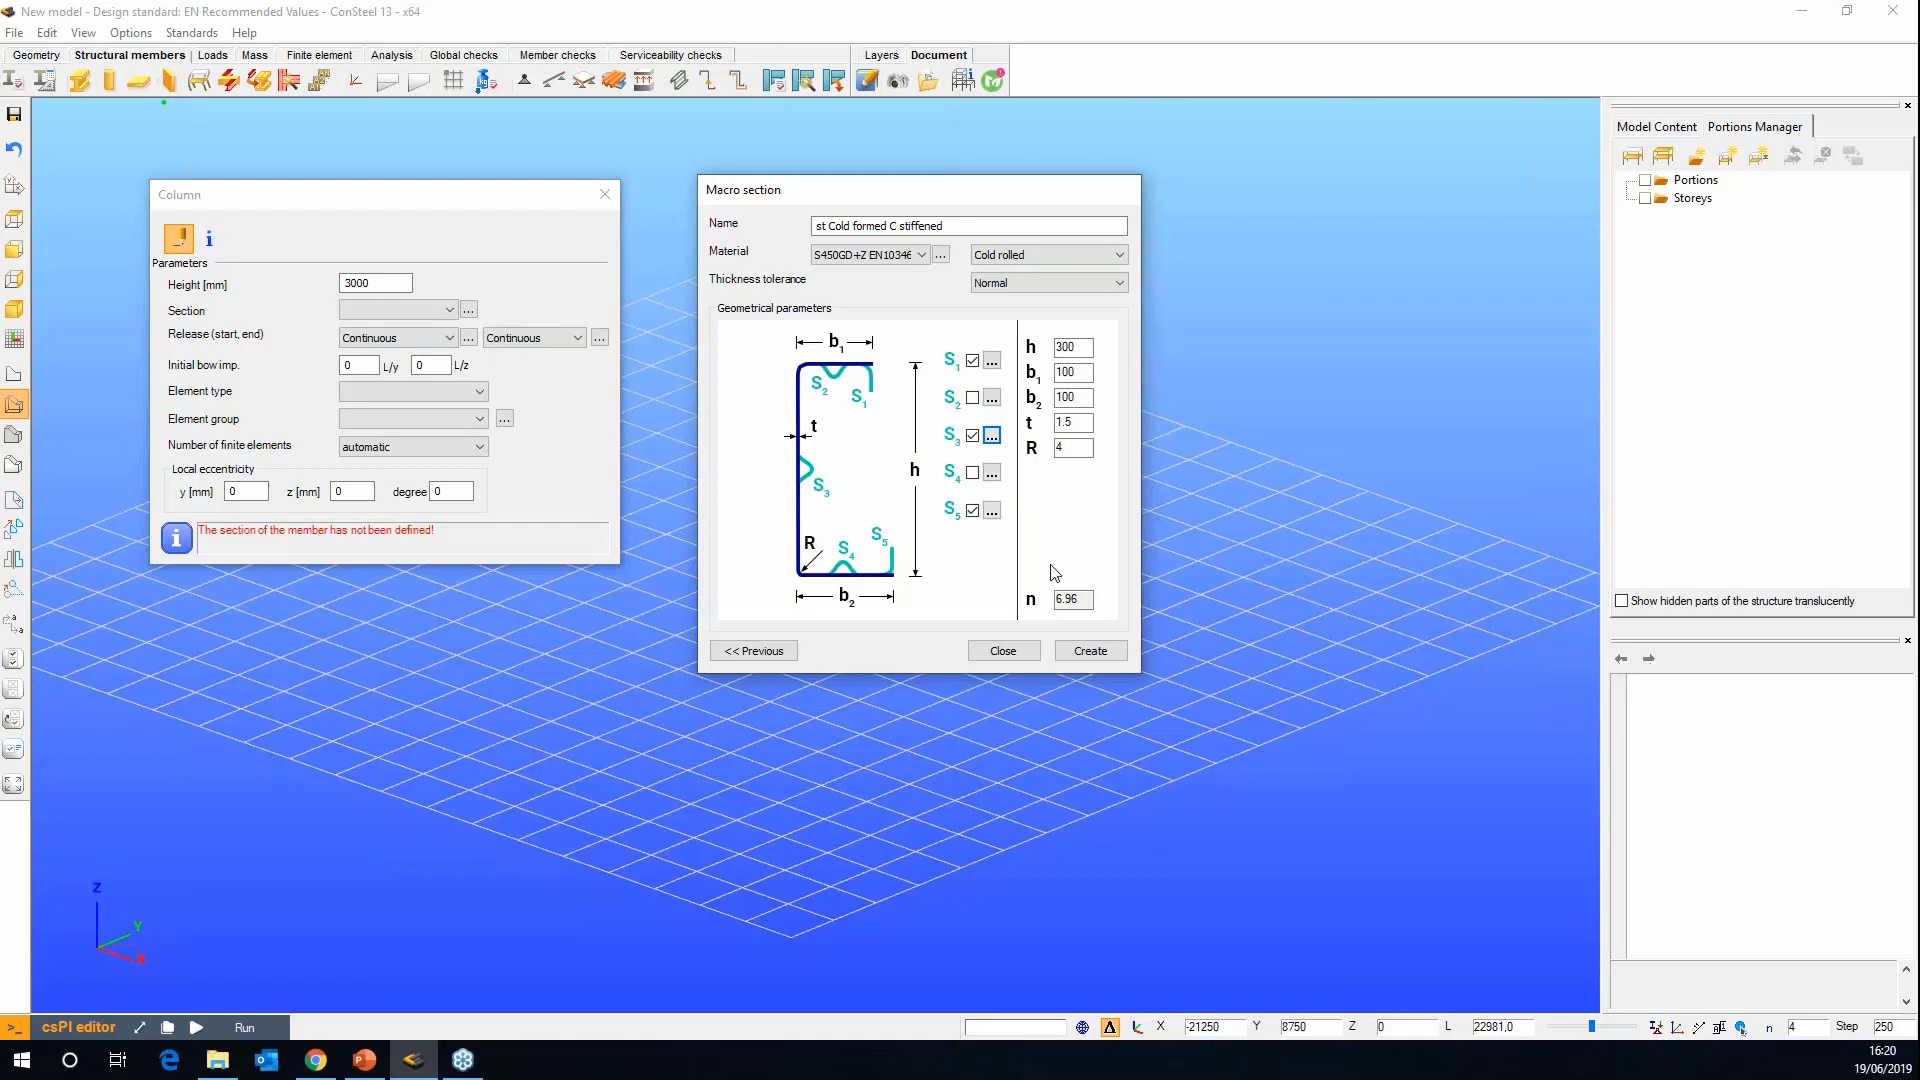 New model - Design standard: EN Recommended Values - ConSteel 13 - x64
File Edit View Options Standards Help
Geometry Structural members Loads Mass Finite element Analysis Global checks Member checks Serviceability checks Layers Document
Model Content Portions Manager
Portions
Storeys
Show hidden parts of the structure translucently
Column
Parameters
Height [mm] 3000
Section ...
Release (start, end) Continuous ... Continuous ...
Initial bow imp. 0 L/y 0 L/z
Element type
Element group ...
Number of finite elements automatic
Local eccentricity
y [mm] 0 z [mm] 0 degree 0
The section of the member has not been defined!
Macro section
Name st Cold formed C stiffened
Material S450GD+Z EN10346 ... Cold rolled
Thickness tolerance Normal
Geometrical parameters
b1
S2
S1
t
S3
h
R
S4
S5
b2
S1 ...
S2 ...
S3 ...
S4 ...
S5 ...
h 300
b1 100
b2 100
t 1.5
R 4
n 6.96
<< Previous Close Create
Z
Y
X
>_ csPI editor Run
X -21250 Y 8750 Z 0 L 22981,0 n 4 Step 250
16:20
19/06/2019